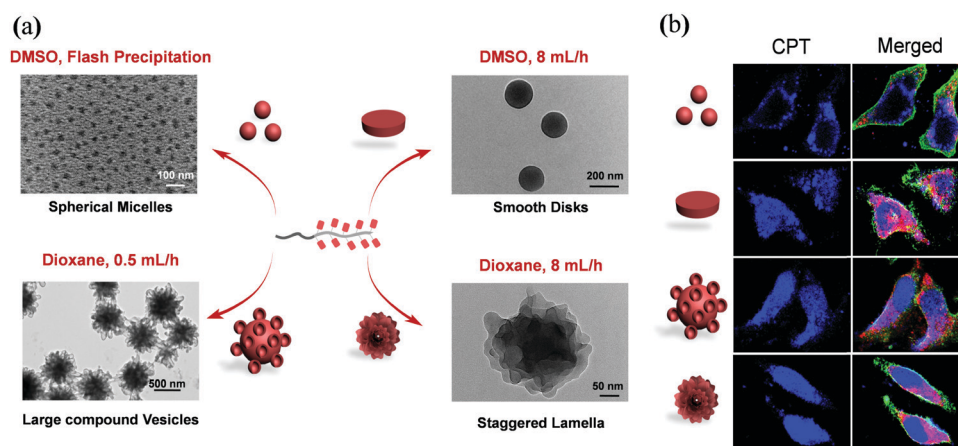 (a)
DMSO, Flash Precipitation
100 nm
Spherical Micelles
DMSO, 8 mL/h
200 nm
Smooth Disks
Dioxane, 0.5 mL/h
500 nm
Large compound Vesicles
Dioxane, 8 mL/h
50 nm
Staggered Lamella
(b)
CPT Merged